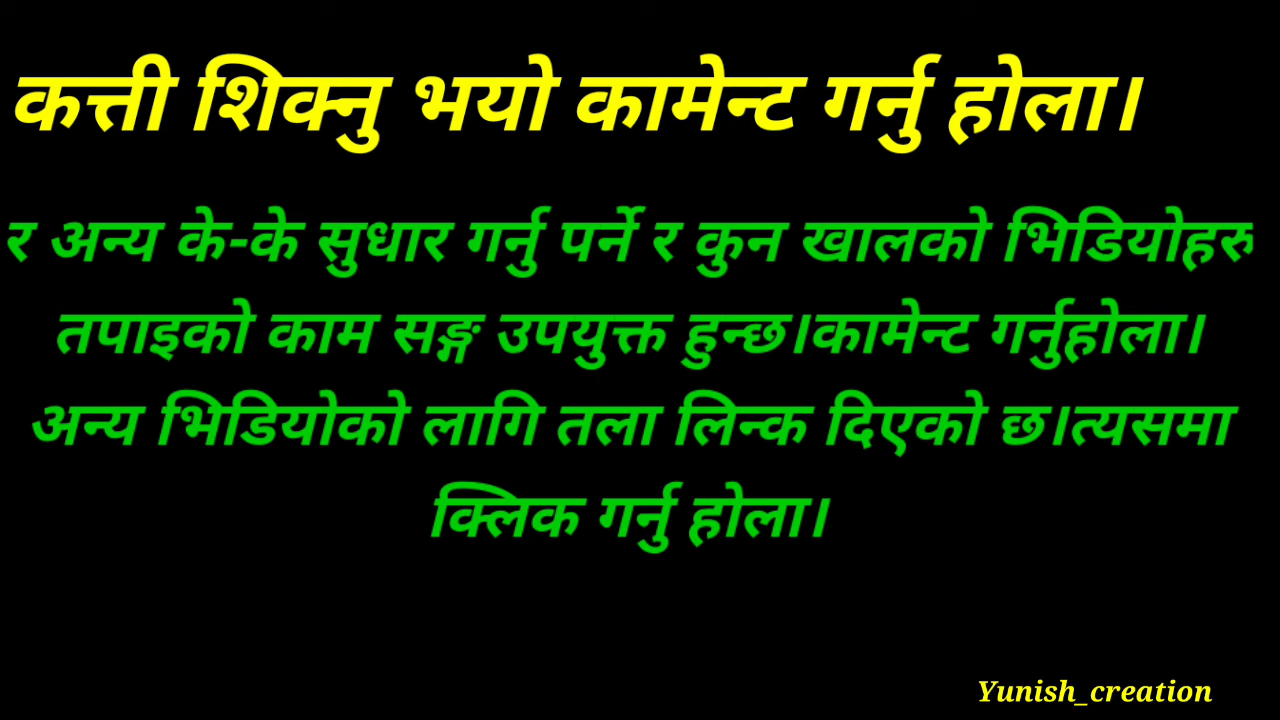 कत्ती शिक्नु भयो कामेन्ट गर्नु होला।
र अन्य के-के सुधार गर्नु पर्ने र कुन खालको भिडियोहरु
तपाइको काम सङ्ग उपयुक्त हुन्छ।कामेन्ट गर्नुहोला।
अन्य भिडियोको लागि तला लिन्क दिएको छ।त्यसमा
क्लिक गर्नु होला।
Yunish_creation